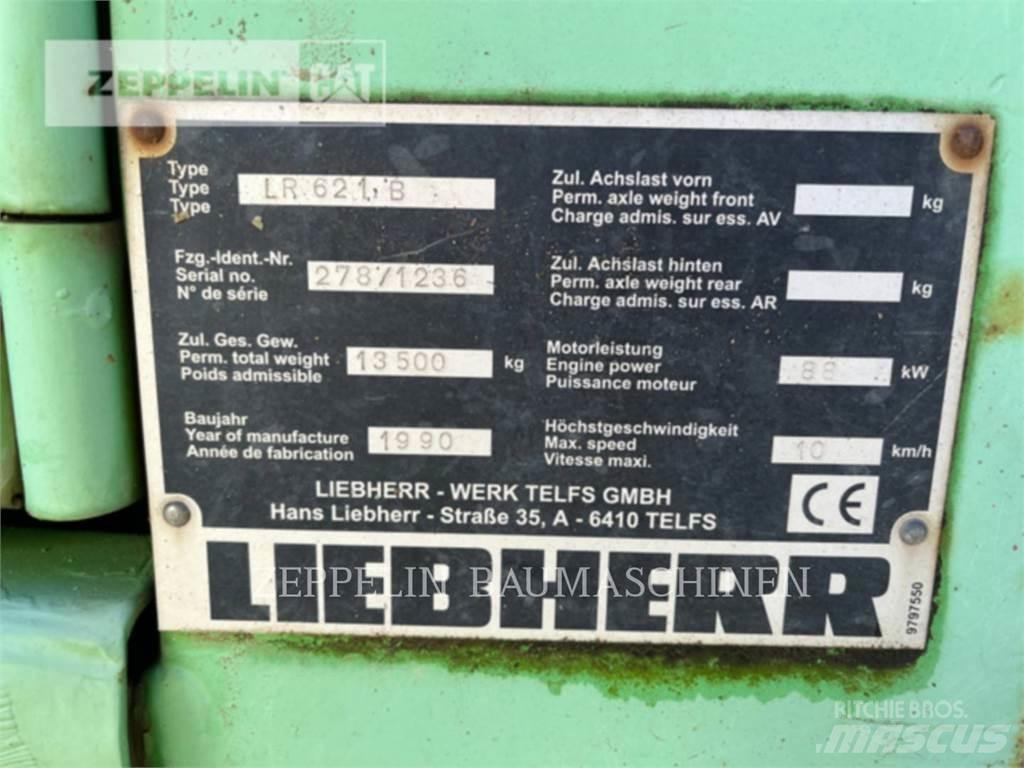 ZEPPELIN CAT
Type
Type
Type
LR 621 B
Fzg.-Ident.-Nr.
Serial no.
N° de série
278/1236
Zul. Ges. Gew.
Perm. total weight
Poids admissible
13500 kg
Baujahr
Year of manufacture
Année de fabrication
1990
Zul. Achslast vorn
Perm. axle weight front
Charge admis. sur ess. AV
kg
Zul. Achslast hinten
Perm. axle weight rear
Charge admis. sur ess. AR
kg
Motorleistung
Engine power
Puissance moteur
88 kW
Höchstgeschwindigkeit
Max. speed
Vitesse maxi.
10 km/h
LIEBHERR - WERK TELFS GMBH
Hans Liebherr - Straße 35, A - 6410 TELFS
CE
LIEBHERR
9797550
ZEPPELIN BAUMASCHINEN
RITCHIE BROS.
MASCUS